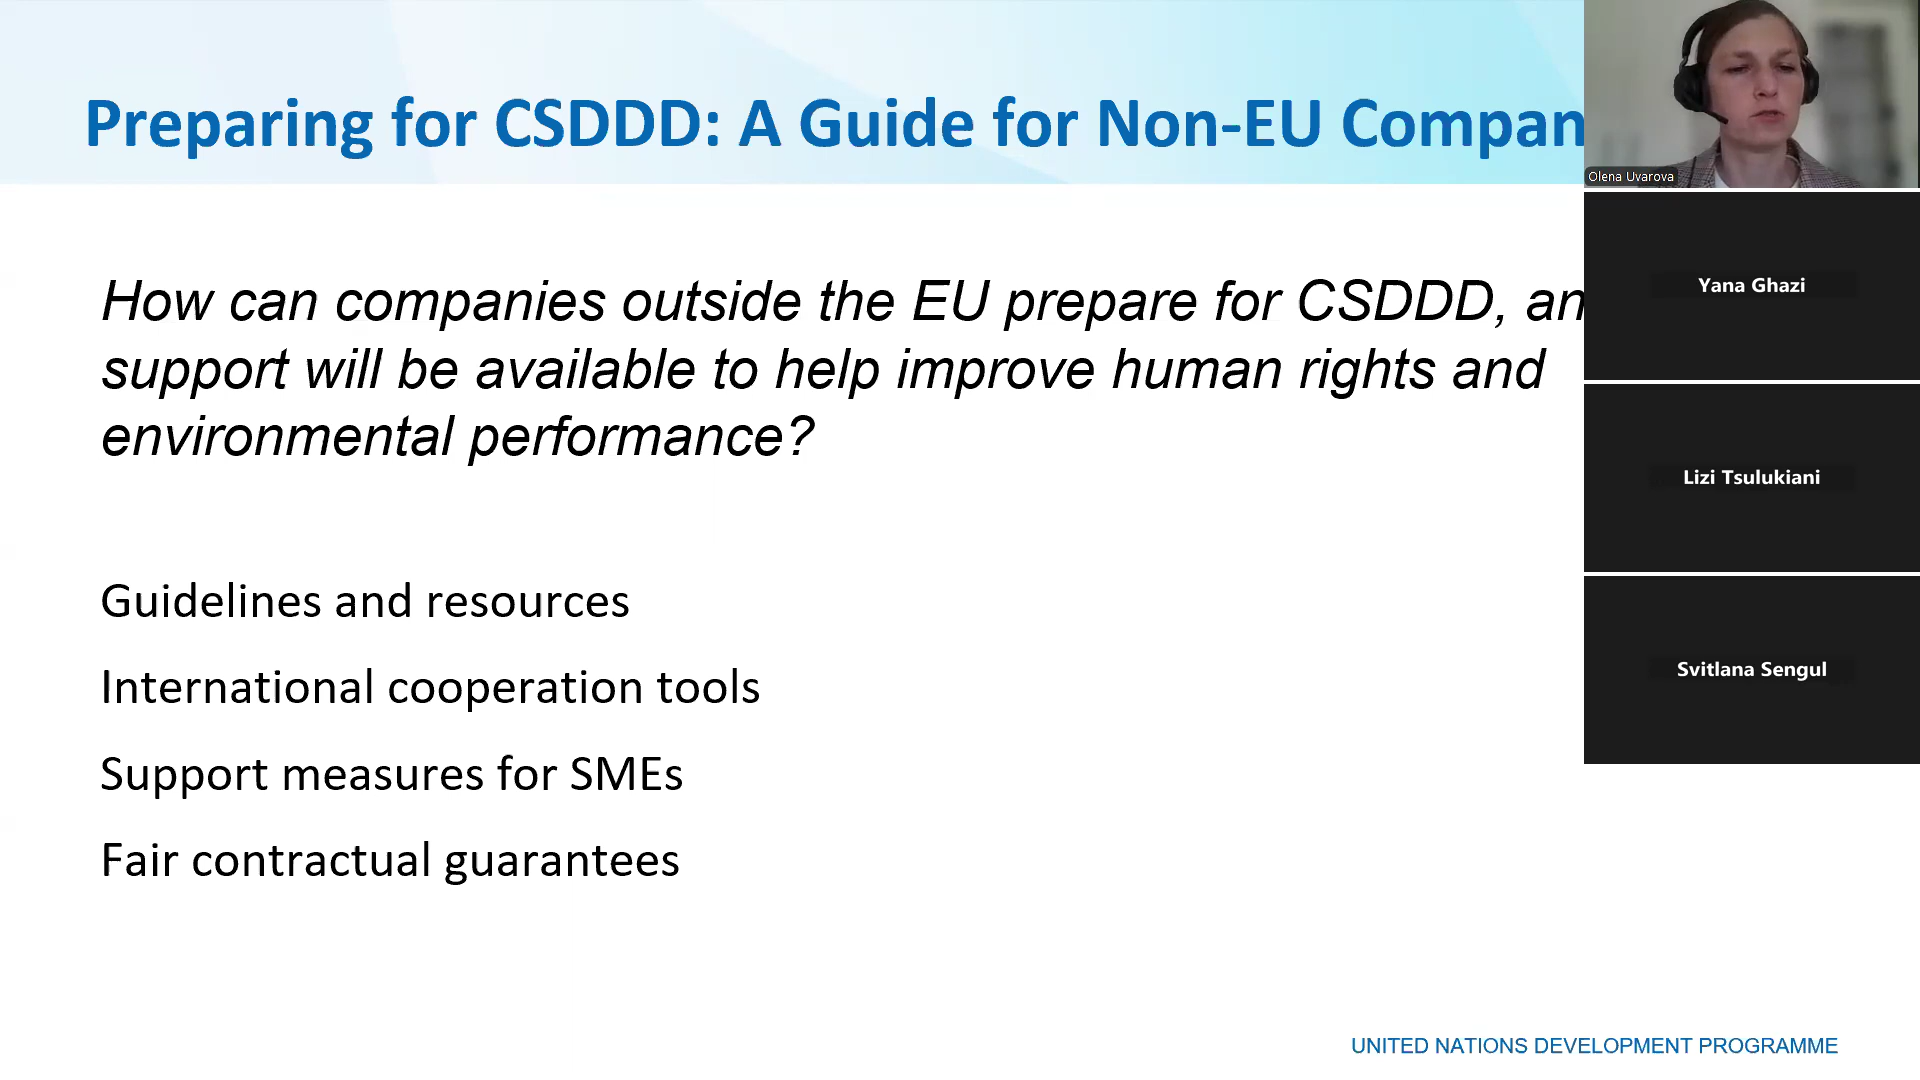 Preparing for CSDDD: A Guide for Non-EU Compan
How can companies outside the EU prepare for CSDDD, an
support will be available to help improve human rights and
environmental performance?
Guidelines and resources
International cooperation tools
Support measures for SMEs
Fair contractual guarantees
UNITED NATIONS DEVELOPMENT PROGRAMME
Olena Uvarova
Yana Ghazi
Lizi Tsulukiani
Svitlana Sengul